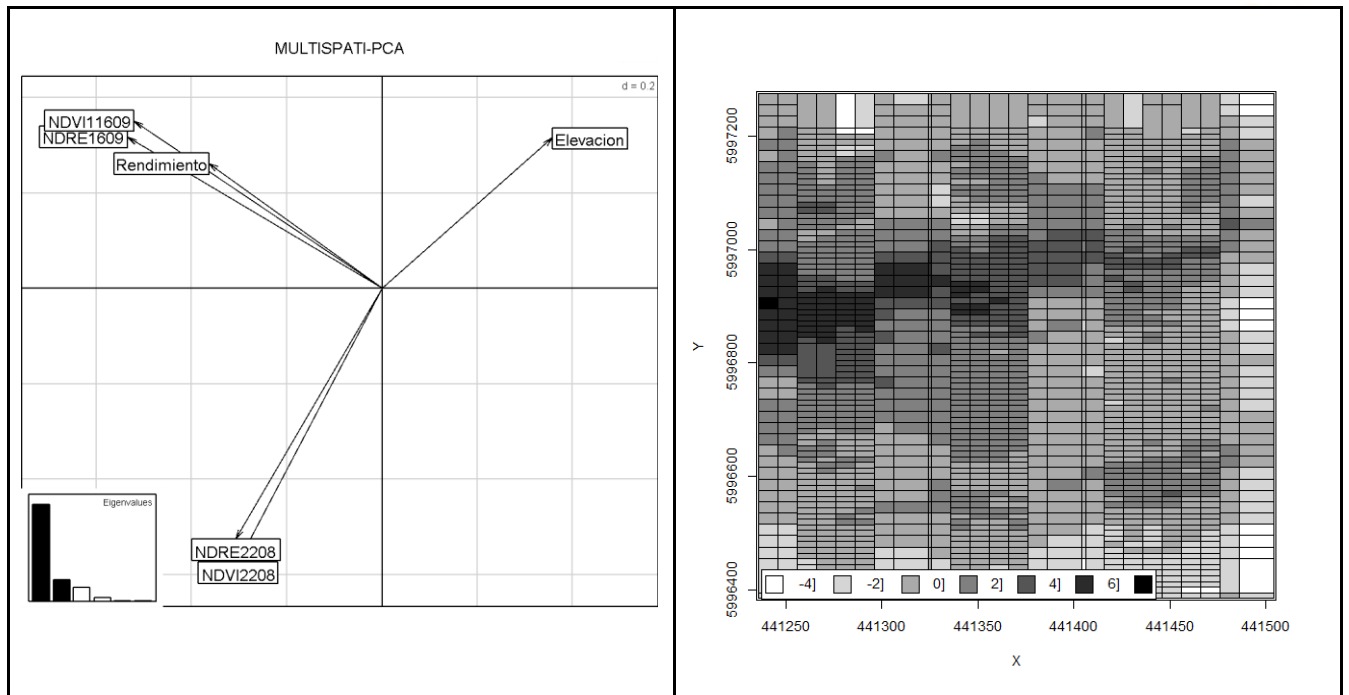 MULTISPATI-PCA
d = 0.2
NDVI11609
NDRE1609
Rendimiento
Elevacion
NDRE2208
NDVI2208
Eigenvalues
Y
5997200
5997000
5996800
5996600
5996400
-4] -2] 0] 2] 4] 6]
441250 441300 441350 441400 441450 441500
X